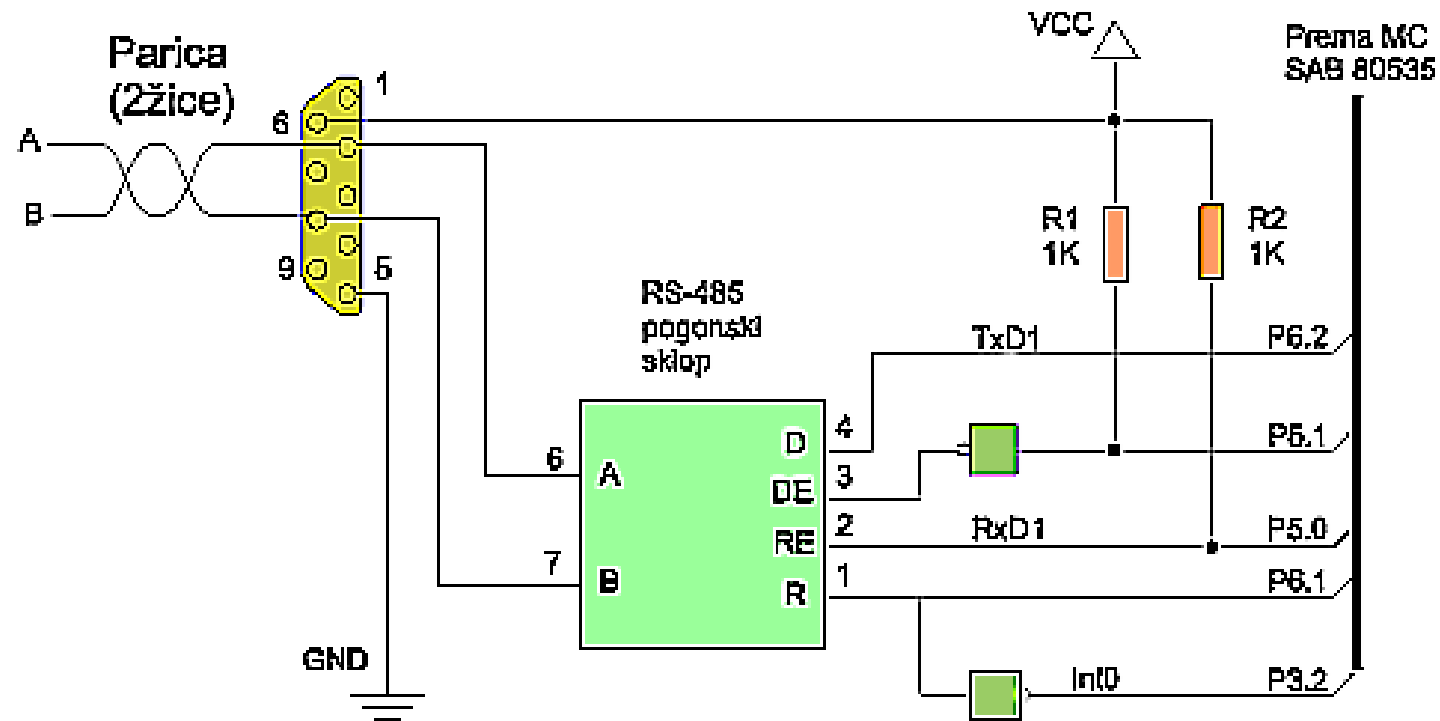 Parica
(2žice)
A
B
1
6
9
5
VCC
Prema MC
SAB 80535
R1
1K
R2
1K
RS-485
pogonski
sklop
TxD1
P6.2
P5.1
RxD1
P5.0
P6.1
Int0
P3.2
6
A
7
B
D
4
DE
3
RE
2
R
1
GND